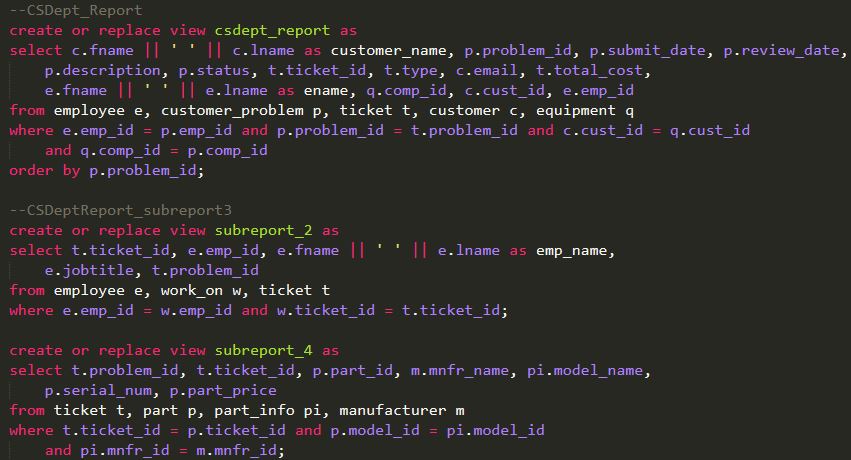 --CSDept_Report
create or replace view csdept_report as
select c.fname || ' ' || c.lname as customer_name, p.problem_id, p.submit_date, p.review_date,
    p.description, p.status, t.ticket_id, t.type, c.email, t.total_cost,
    e.fname || ' ' || e.lname as ename, q.comp_id, c.cust_id, e.emp_id
from employee e, customer_problem p, ticket t, customer c, equipment q
where e.emp_id = p.emp_id and p.problem_id = t.problem_id and c.cust_id = q.cust_id
    and q.comp_id = p.comp_id
order by p.problem_id;

--CSDeptReport_subreport3
create or replace view subreport_2 as
select t.ticket_id, e.emp_id, e.fname || ' ' || e.lname as emp_name,
    e.jobtitle, t.problem_id
from employee e, work_on w, ticket t
where e.emp_id = w.emp_id and w.ticket_id = t.ticket_id;

create or replace view subreport_4 as
select t.problem_id, t.ticket_id, p.part_id, m.mnfr_name, pi.model_name,
    p.serial_num, p.part_price
from ticket t, part p, part_info pi, manufacturer m
where t.ticket_id = p.ticket_id and p.model_id = pi.model_id
    and pi.mnfr_id = m.mnfr_id;